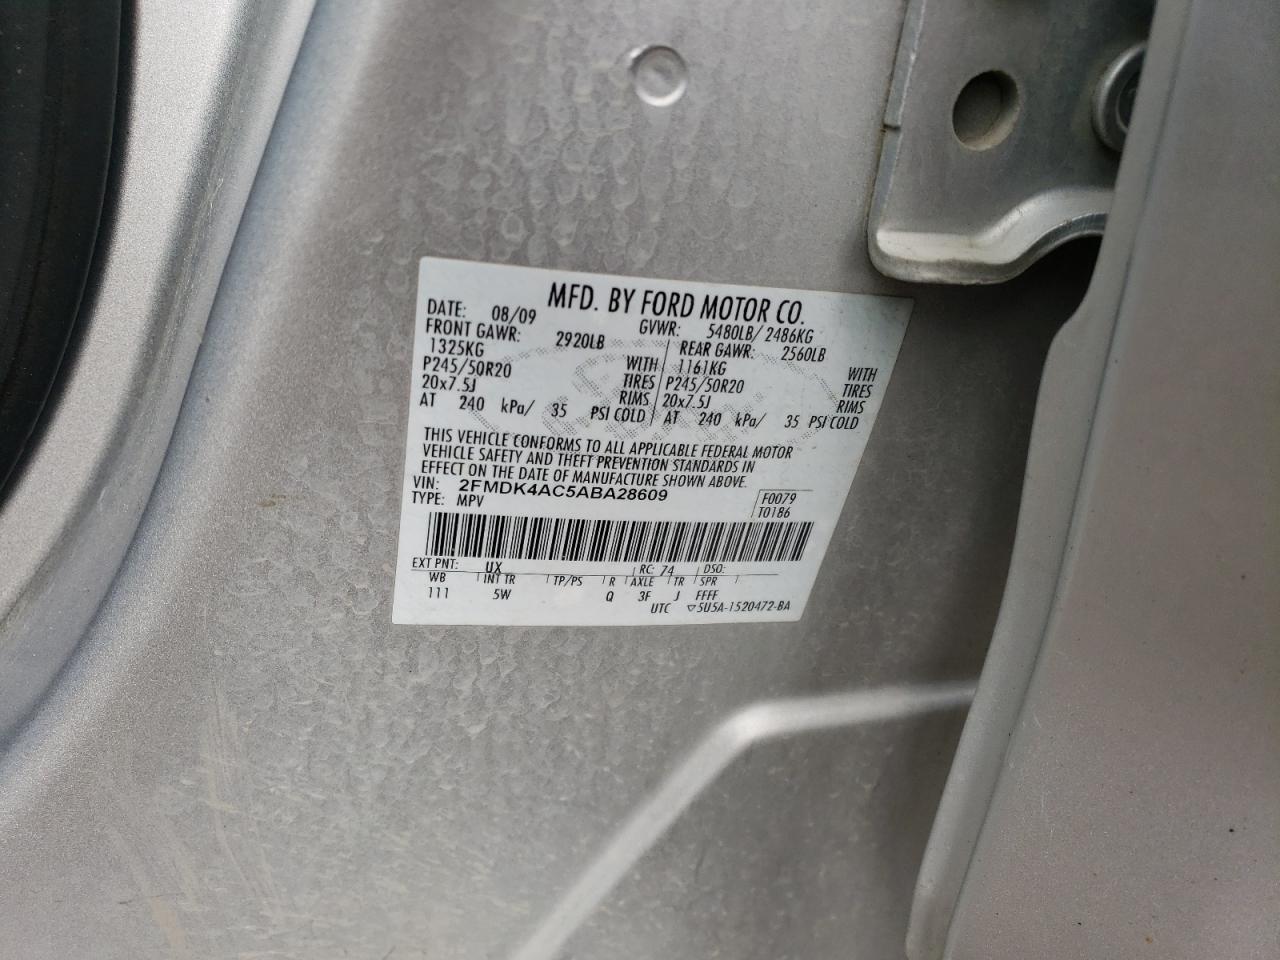 MFD. BY FORD MOTOR CO.
DATE: 08/09 GVWR: 5480LB/ 2486KG
FRONT GAWR: 2920LB REAR GAWR: 2560LB
1325KG WITH 1161KG WITH
P245/50R20 TIRES P245/50R20 TIRES
20x7.5J RIMS 20x7.5J RIMS
AT 240 kPa/ 35 PSI COLD AT 240 kPa/ 35 PSI COLD
THIS VEHICLE CONFORMS TO ALL APPLICABLE FEDERAL MOTOR
VEHICLE SAFETY AND THEFT PREVENTION STANDARDS IN
EFFECT ON THE DATE OF MANUFACTURE SHOWN ABOVE.
VIN: 2FMDK4AC5ABA28609 F0079
TYPE: MPV T0186
EXT PNT: UX RC: 74 DSO:
WB INT TR TP/PS R AXLE TR SPR
111 5W Q 3F J FFFF
UTC ▽5U5A-1520472-BA